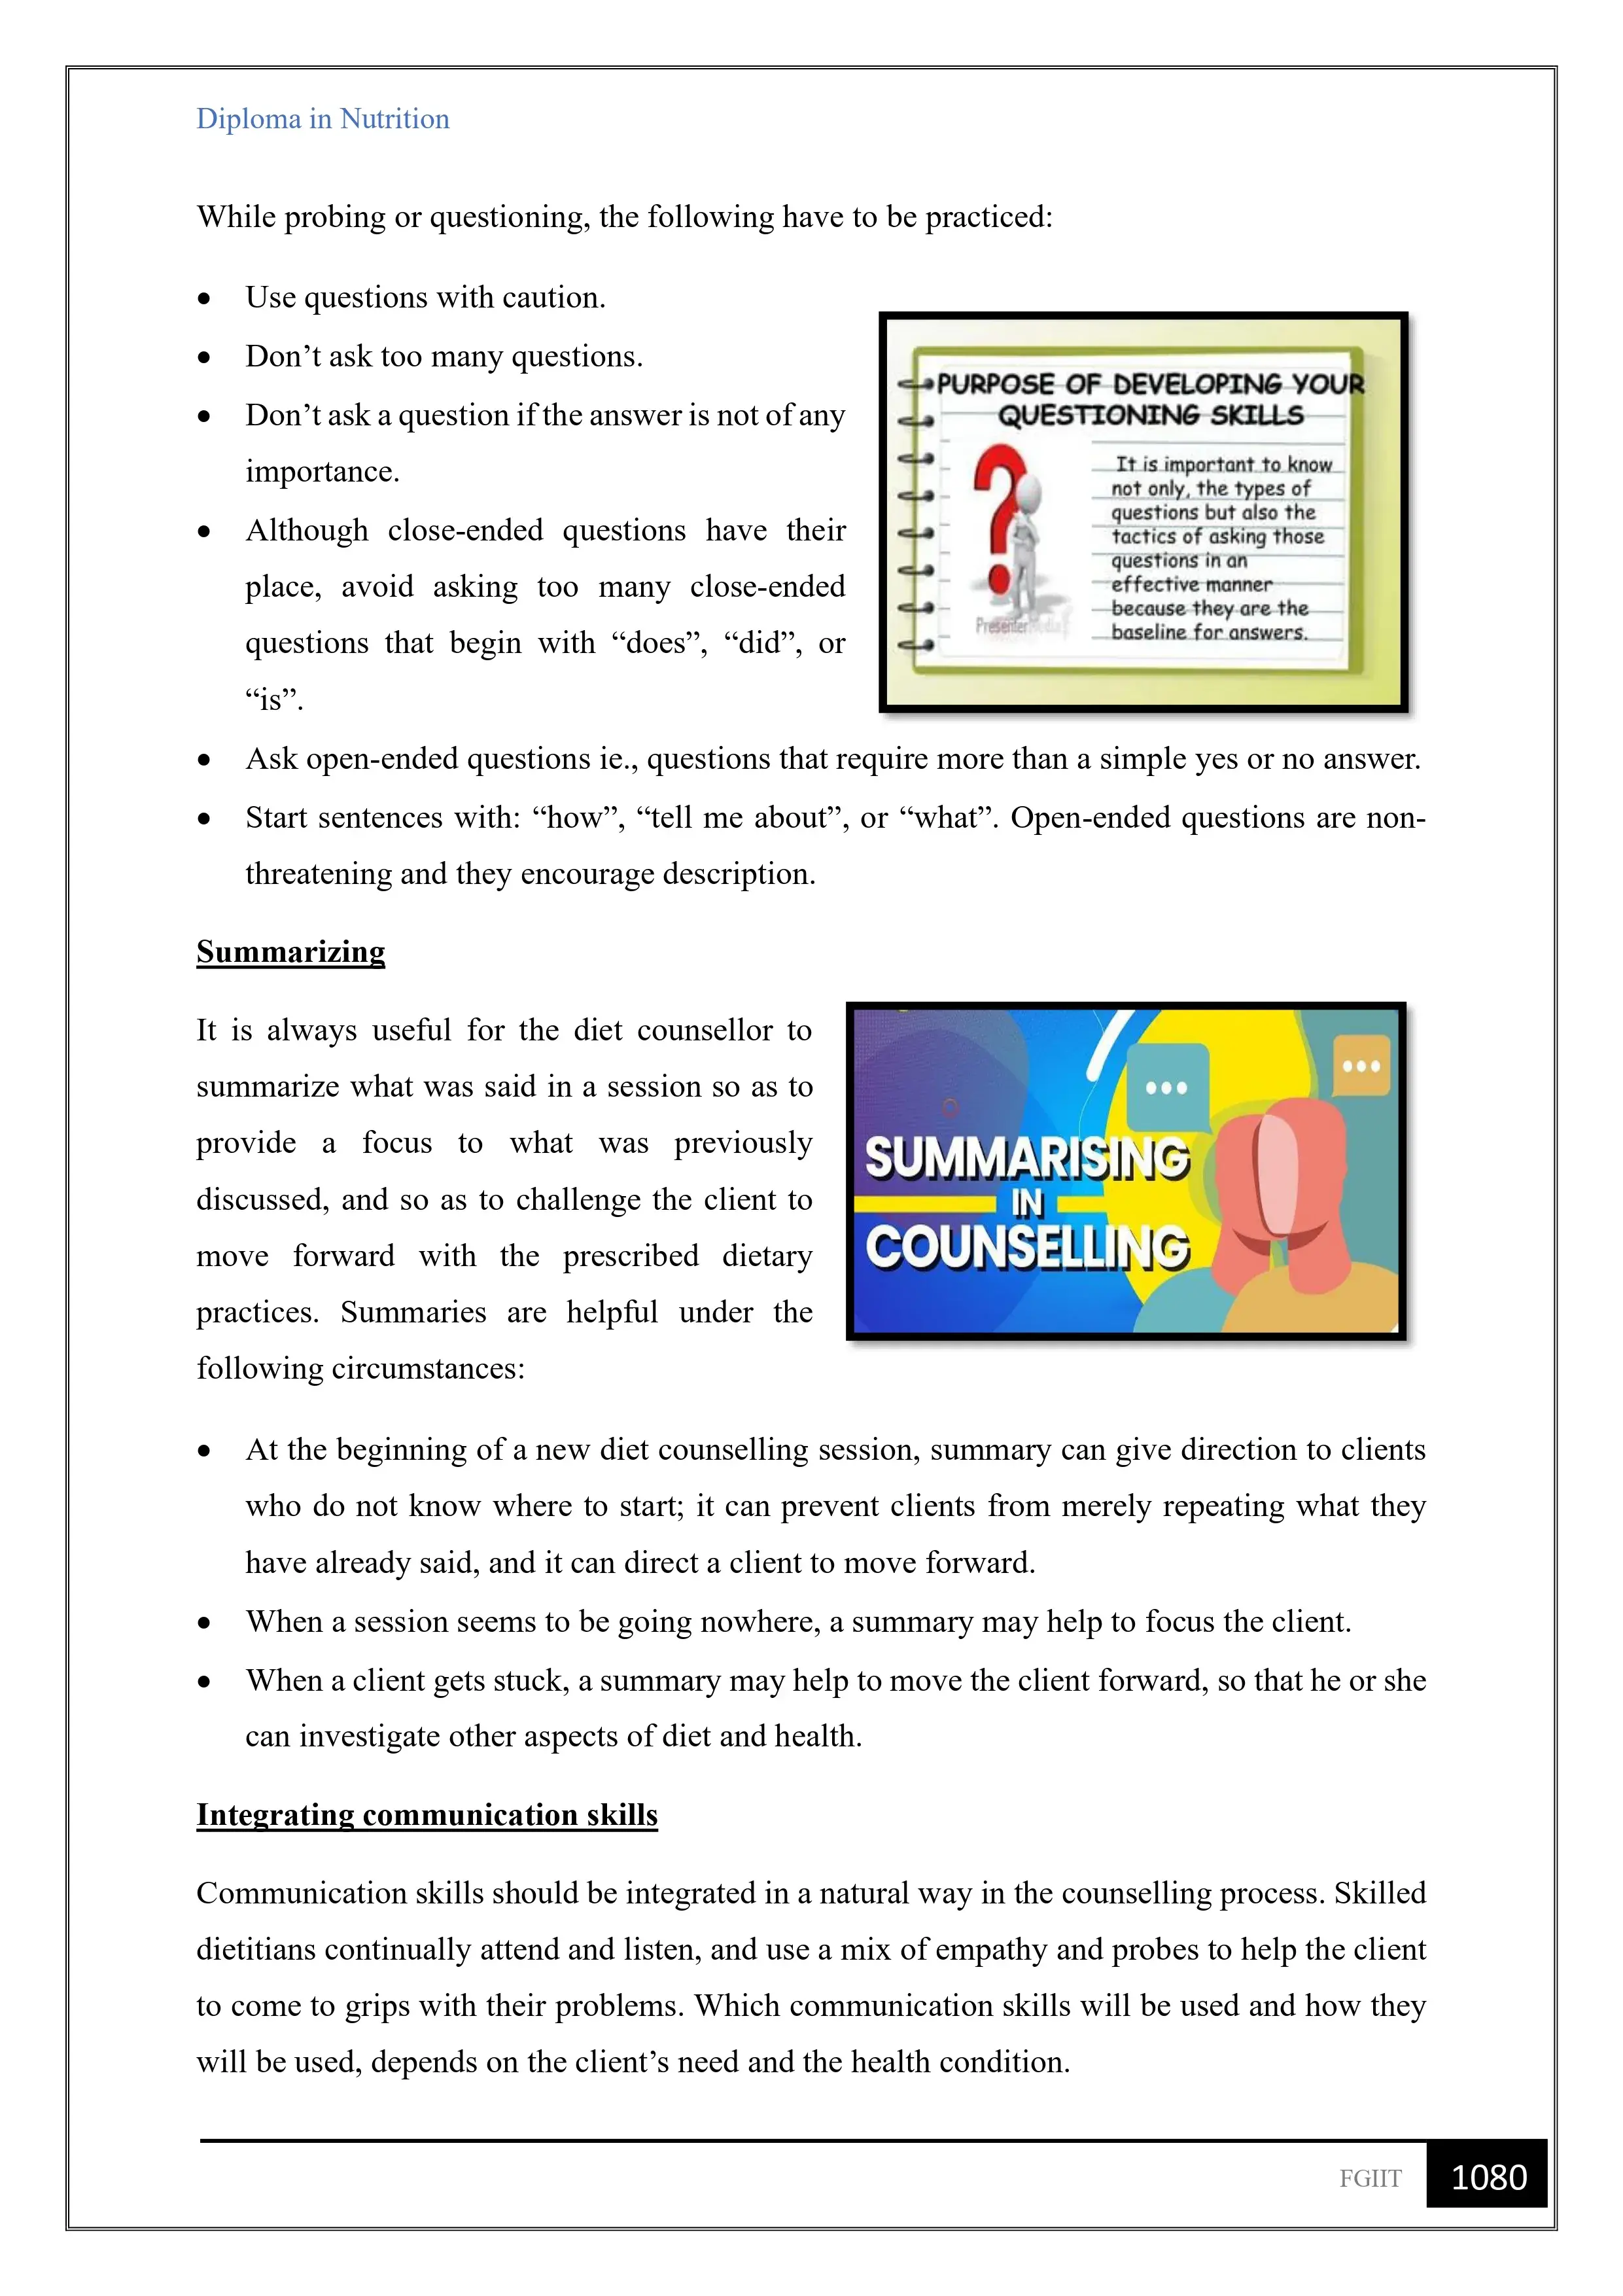 Diploma in Nutrition
While probing or questioning, the following have to be practiced:
• Use questions with caution.
• Don’t ask too many questions.
• Don’t ask a question if the answer is not of any
importance.
• Although close-ended questions have their
place, avoid asking too many close-ended
questions that begin with “does”, “did”, or
“is”.
PURPOSE OF DEVELOPING YOUR
QUESTIONING SKILLS
It is important to know
not only, the types of
questions but also the
tactics of asking those
questions in an
effective manner
because they are the
baseline for answers.
PresenterMedia
• Ask open-ended questions ie., questions that require more than a simple yes or no answer.
• Start sentences with: “how”, “tell me about”, or “what”. Open-ended questions are non-
threatening and they encourage description.
Summarizing
It is always useful for the diet counsellor to
summarize what was said in a session so as to
provide a focus to what was previously
discussed, and so as to challenge the client to
move forward with the prescribed dietary
practices. Summaries are helpful under the
following circumstances:
SUMMARISING
IN
COUNSELLING
• At the beginning of a new diet counselling session, summary can give direction to clients
who do not know where to start; it can prevent clients from merely repeating what they
have already said, and it can direct a client to move forward.
• When a session seems to be going nowhere, a summary may help to focus the client.
• When a client gets stuck, a summary may help to move the client forward, so that he or she
can investigate other aspects of diet and health.
Integrating communication skills
Communication skills should be integrated in a natural way in the counselling process. Skilled
dietitians continually attend and listen, and use a mix of empathy and probes to help the client
to come to grips with their problems. Which communication skills will be used and how they
will be used, depends on the client’s need and the health condition.
FGIIT 1080